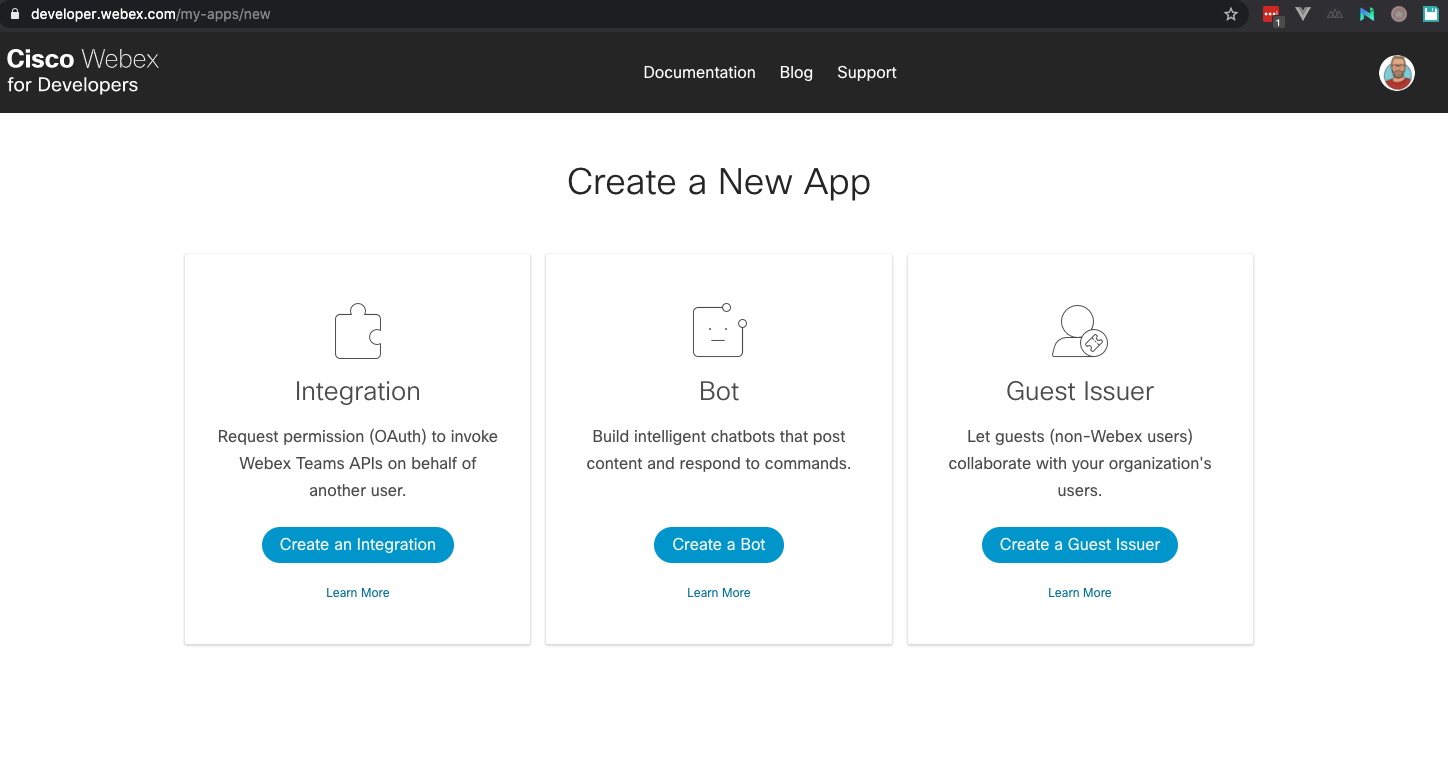 developer.webex.com/my-apps/new
1
Cisco Webex
for Developers
Documentation Blog Support
Create a New App
Integration
Request permission (OAuth) to invoke
Webex Teams APIs on behalf of
another user.
Create an Integration
Learn More
Bot
Build intelligent chatbots that post
content and respond to commands.
Create a Bot
Learn More
Guest Issuer
Let guests (non-Webex users)
collaborate with your organization's
users.
Create a Guest Issuer
Learn More